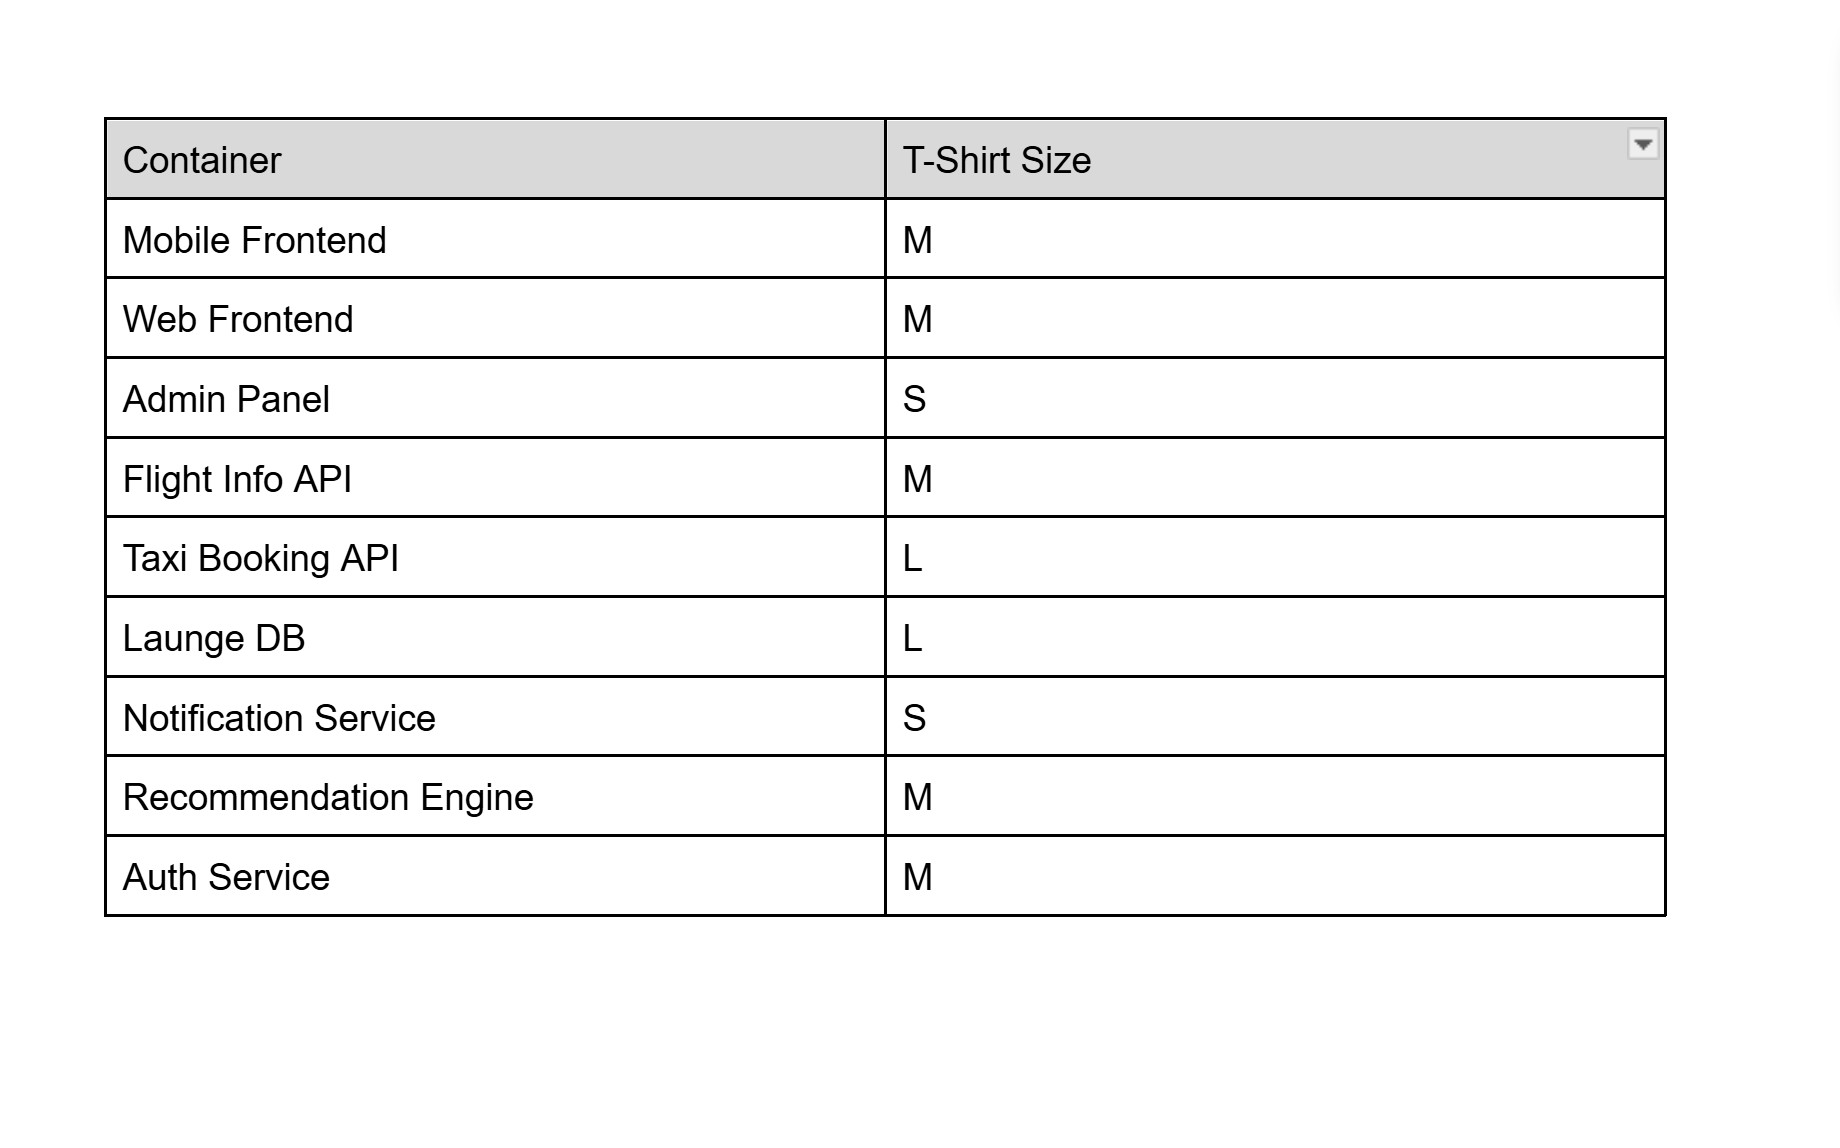 Container T-Shirt Size
Mobile Frontend M
Web Frontend M
Admin Panel S
Flight Info API M
Taxi Booking API L
Launge DB L
Notification Service S
Recommendation Engine M
Auth Service M